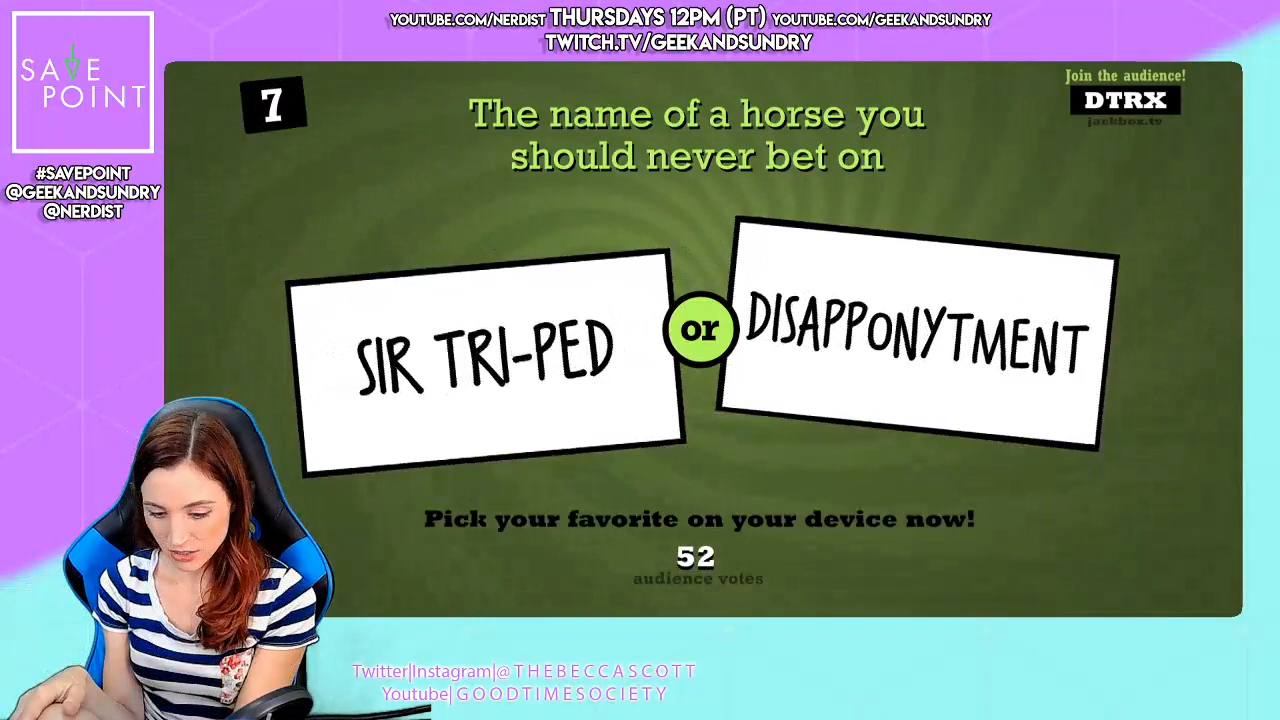 YOUTUBE.COM/NERDIST THURSDAYS 12PM (PT) YOUTUBE.COM/GEEKANDSUNDRY
TWITCH.TV/GEEKANDSUNDRY
SAVE
POINT
#SAVEPOINT
@GEEKANDSUNDRY
@NERDIST
7
The name of a horse you
should never bet on
Join the audience!
DTRX
jackbox.tv
SIR TRI-PED
or
DISAPPONYTMENT
Pick your favorite on your device now!
52
audience votes
Twitter|Instagram|@THEBECCASCOTT
Youtube|GOODTIMESOCIETY